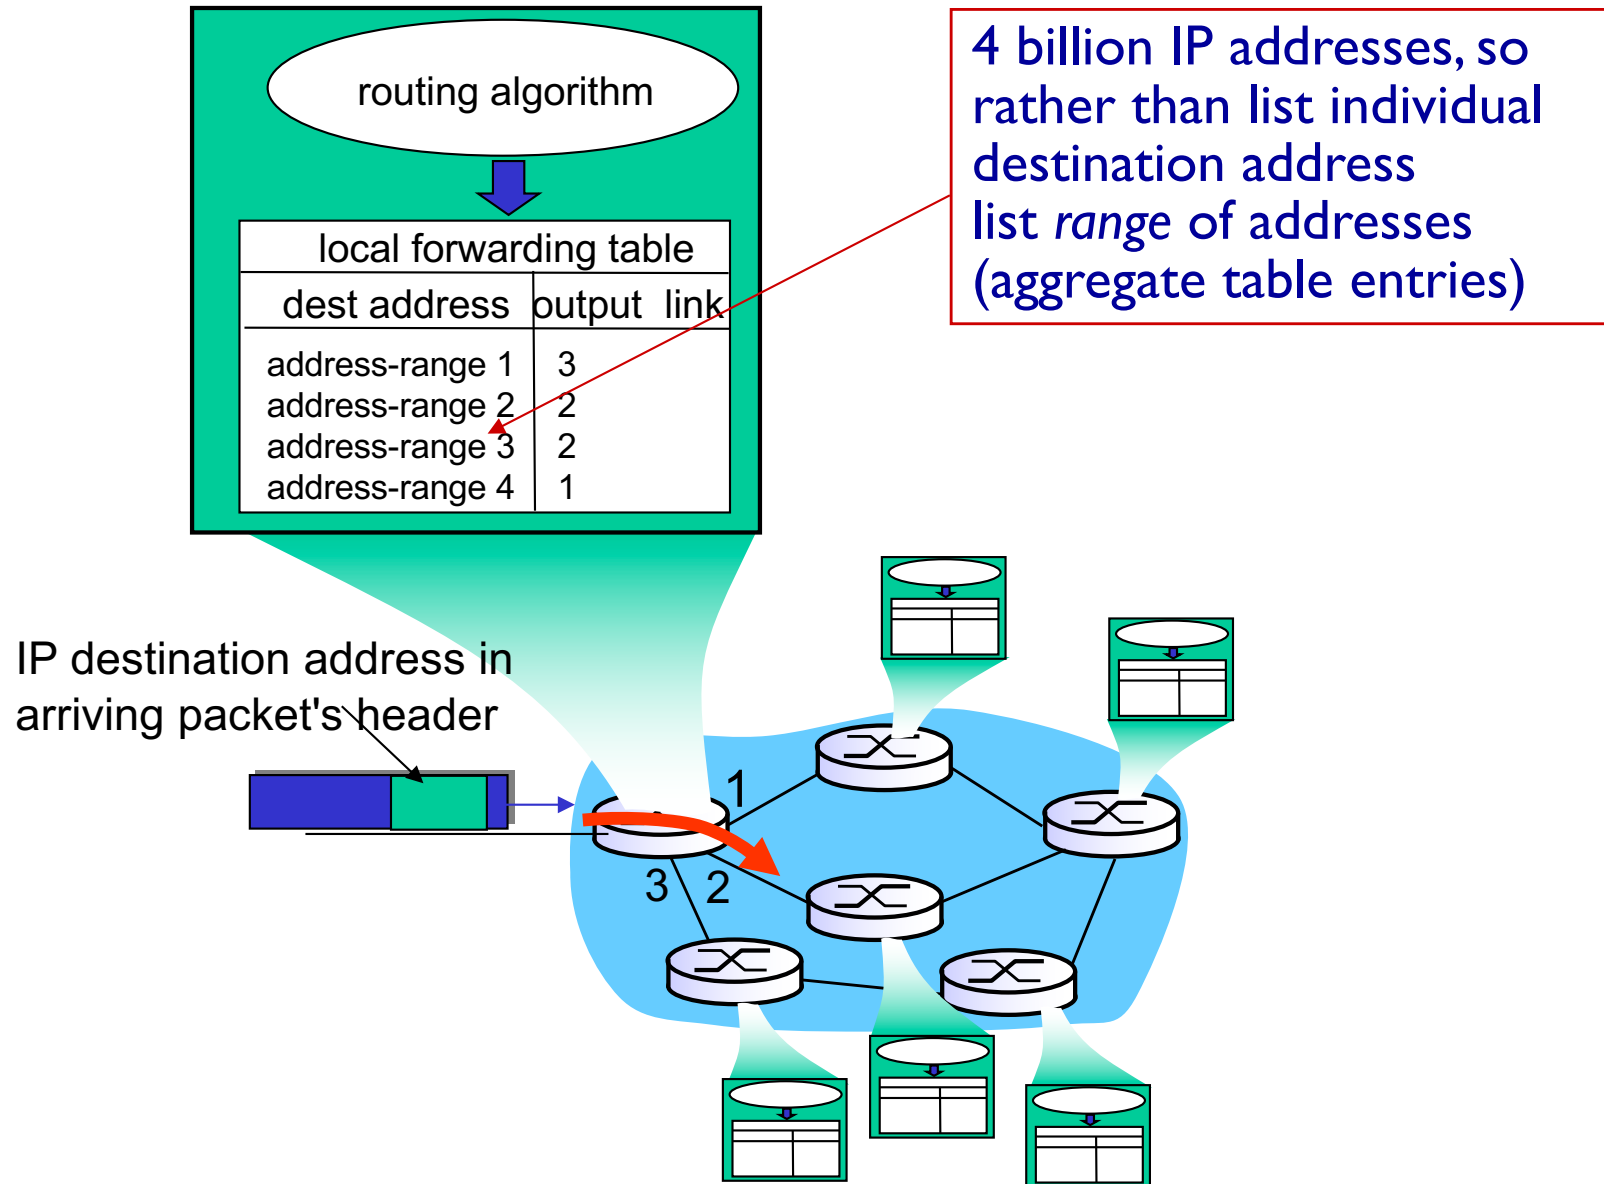 routing algorithm
local forwarding table
dest address output link
address-range 1 3
address-range 2 2
address-range 3 2
address-range 4 1
4 billion IP addresses, so
rather than list individual
destination address
list range of addresses
(aggregate table entries)
IP destination address in
arriving packet's header
1
3 2